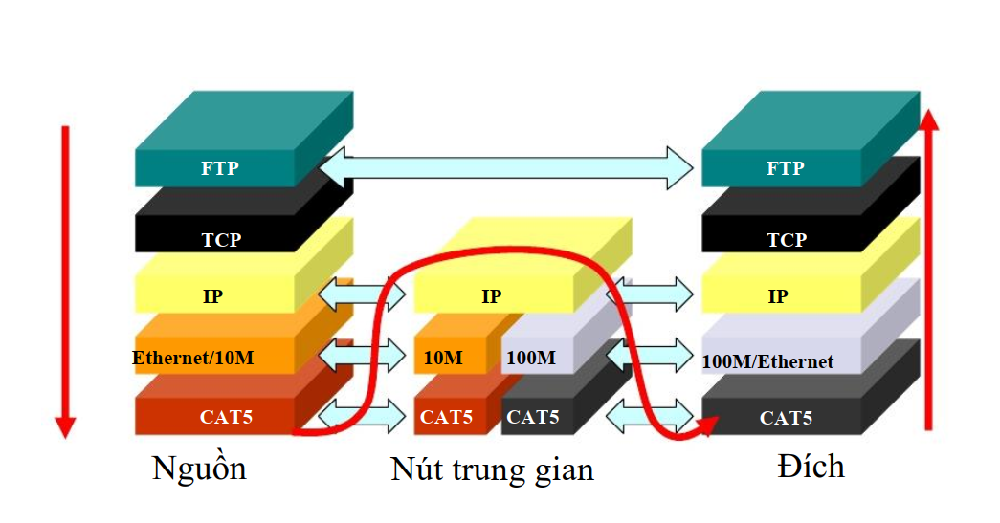 FTP
FTP
TCP
TCP
IP
IP
IP
Ethernet/10M
10M
100M
100M/Ethernet
CAT5
CAT5
CAT5
CAT5
Nguồn
Nút trung gian
Đích